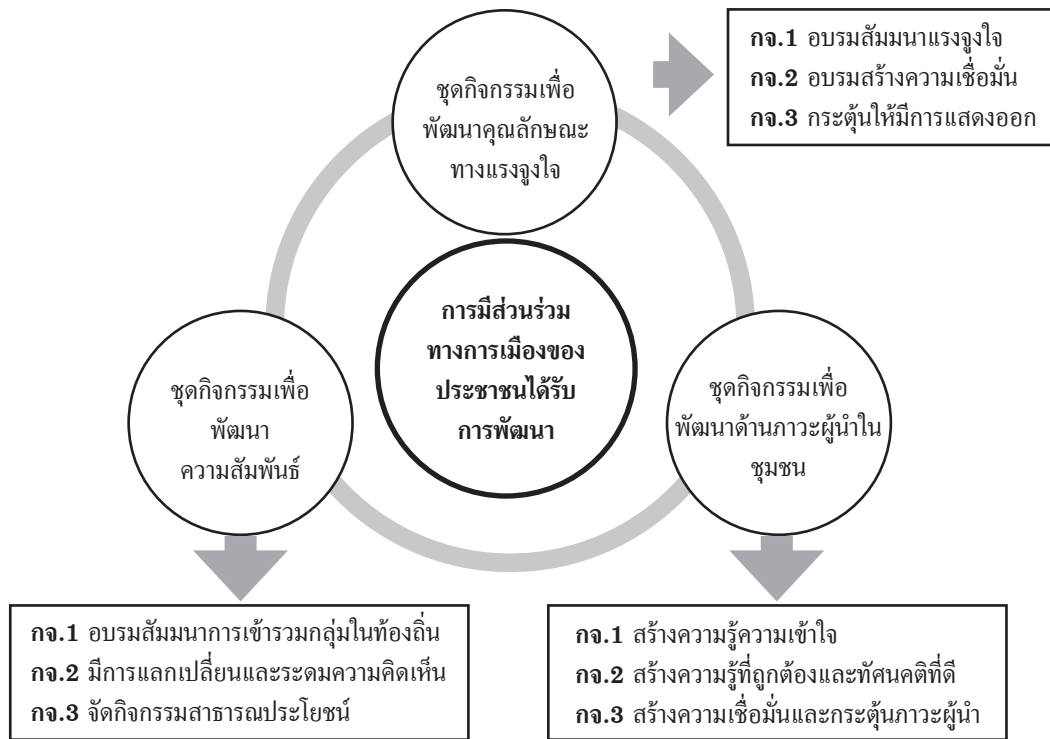 กจ.1 อบรมสัมมนาแรงจูงใจ
กจ.2 อบรมสร้างความเชื่อมั่น
กจ.3 กระตุ้นให้มีการแสดงออก
ชุดกิจกรรมเพื่อ
พัฒนาคุณลักษณะ
ทางแรงจูงใจ
การมีส่วนร่วม
ทางการเมืองของ
ประชาชนได้รับ
การพัฒนา
ชุดกิจกรรมเพื่อ
พัฒนา
ความสัมพันธ์
ชุดกิจกรรมเพื่อ
พัฒนาด้านภาวะผู้นำใน
ชุมชน
กจ.1 อบรมสัมมนาการเข้ารวมกลุ่มในท้องถิ่น
กจ.2 มีการแลกเปลี่ยนและระดมความคิดเห็น
กจ.3 จัดกิจกรรมสาธารณประโยชน์
กจ.1 สร้างความรู้ความเข้าใจ
กจ.2 สร้างความรู้ที่ถูกต้องและทัศนคติที่ดี
กจ.3 สร้างความเชื่อมั่นและกระตุ้นภาวะผู้นำ